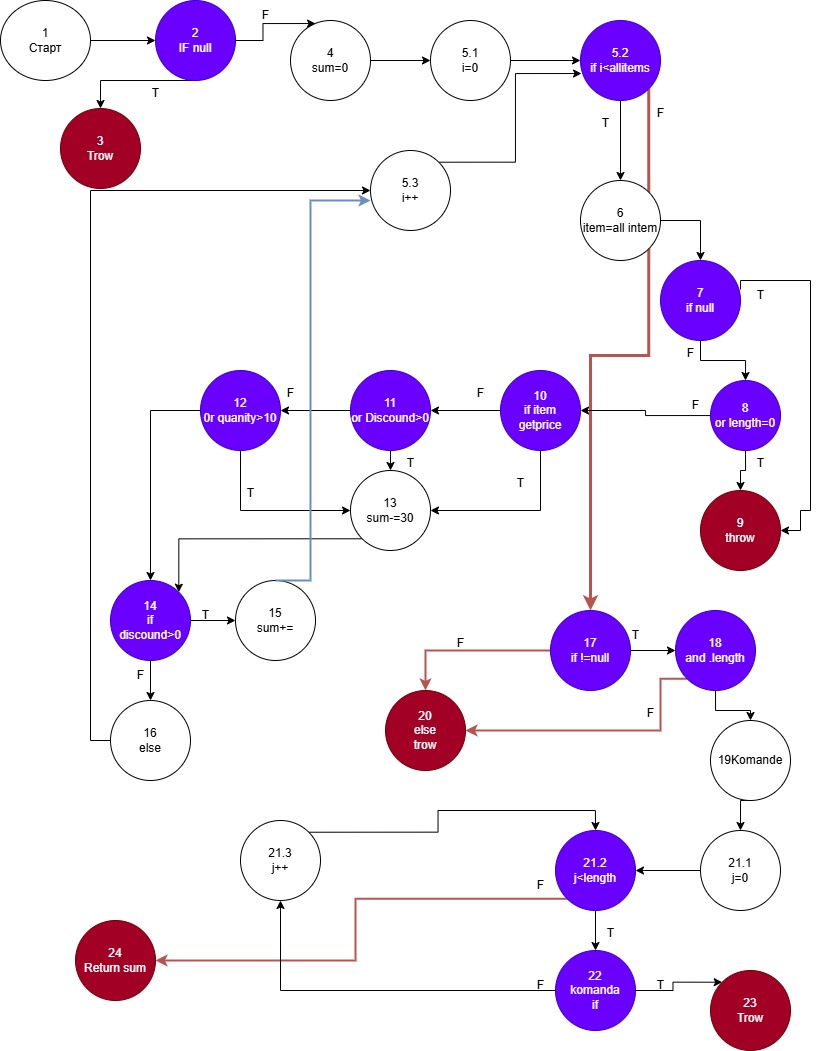 1
Старт
2
IF null
F
4
sum=0
5.1
i=0
5.2
if i<allitems
T
3
Trow
T
F
5.3
i++
6
item=all intem
7
if null
T
F
12
0r quanity>10
F
11
or Discound>0
F
10
if item
getprice
F
8
or length=0
T
T
T
T
13
sum-=30
9
throw
14
if
discound>0
T
15
sum+=
F
16
else
17
if !=null
T
18
and .length
F
20
else
trow
F
19Komande
21.3
j++
21.2
j<length
21.1
j=0
F
T
24
Return sum
22
komanda
if
F
T
23
Trow